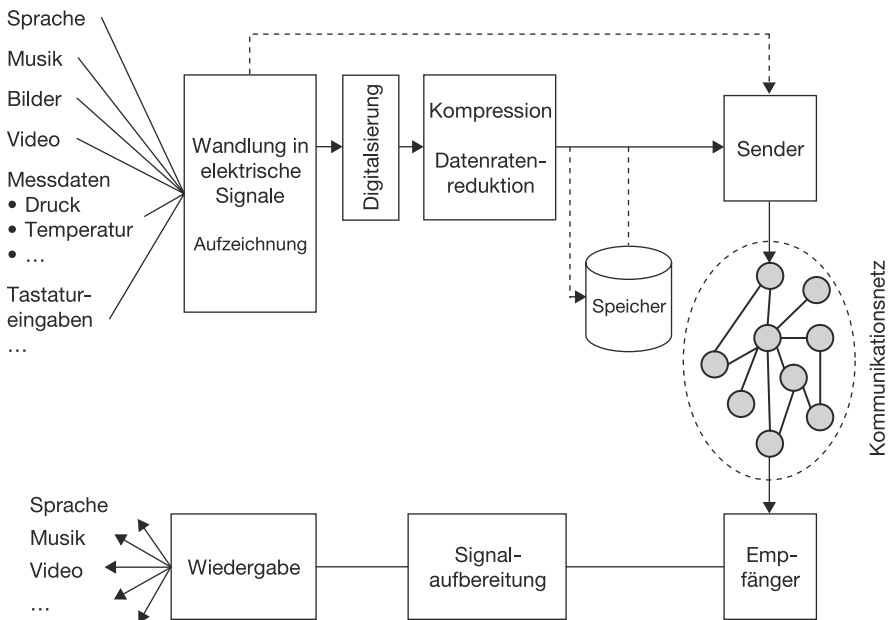 Sprache
Musik
Bilder
Video
Messdaten
• Druck
• Temperatur
• ...
Tastatur-
eingaben
...
Wandlung in
elektrische
Signale
Aufzeichnung
Digitalsierung
Kompression
Datenraten-
reduktion
Sender
Speicher
Kommunikationsnetz
Sprache
Musik
Video
...
Wiedergabe
Signal-
aufbereitung
Emp-
fänger